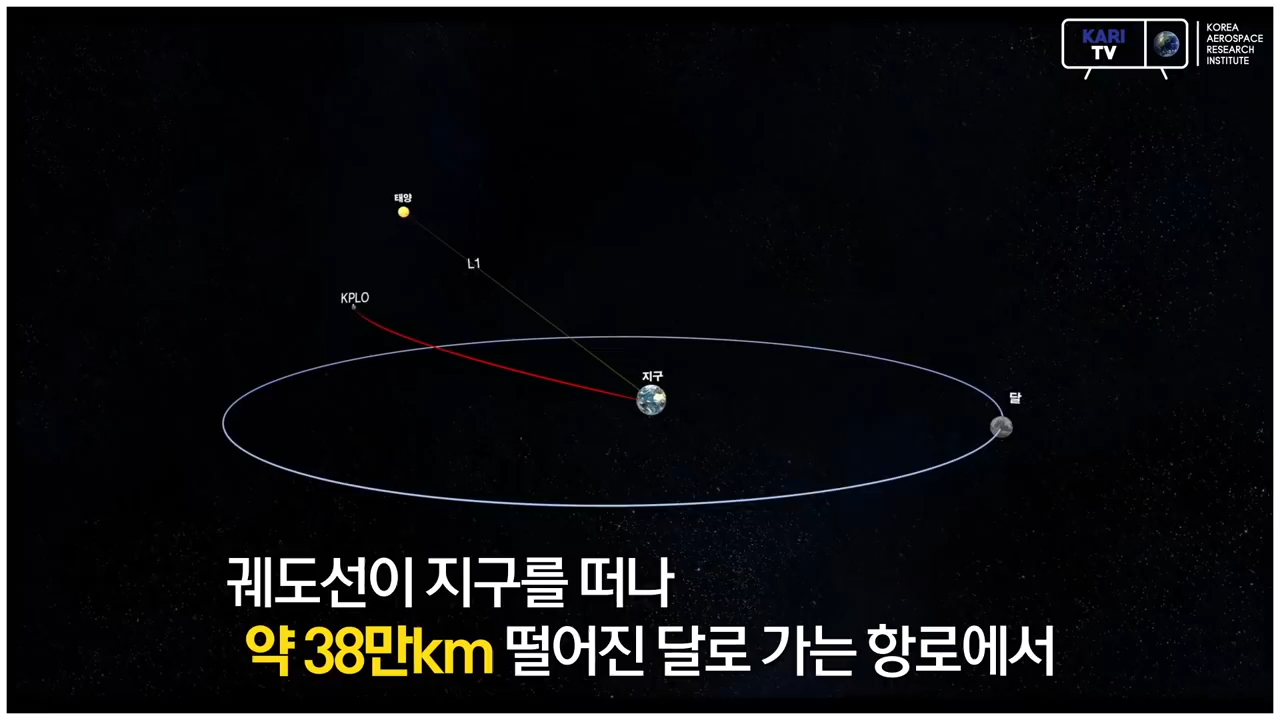 KARI
TV
KOREA
AEROSPACE
RESEARCH
INSTITUTE
태양
L1
KPLO
지구
달
궤도선이 지구를 떠나
약 38만km 떨어진 달로 가는 항로에서